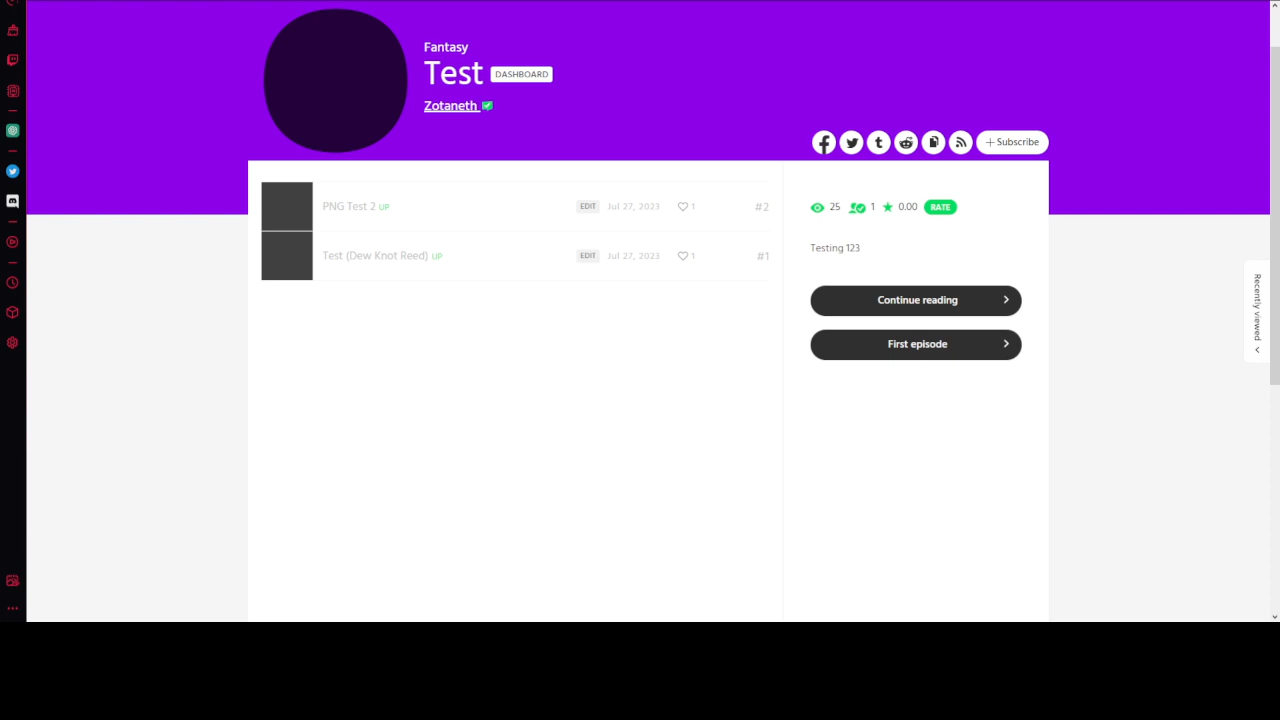 Fantasy
Test DASHBOARD
Zotaneth
+ Subscribe
PNG Test 2 UP EDIT Jul 27, 2023 1 #2
Test (Dew Knot Reed) UP EDIT Jul 27, 2023 1 #1
25 1 0.00 RATE
Testing 123
Continue reading
First episode
Recently viewed